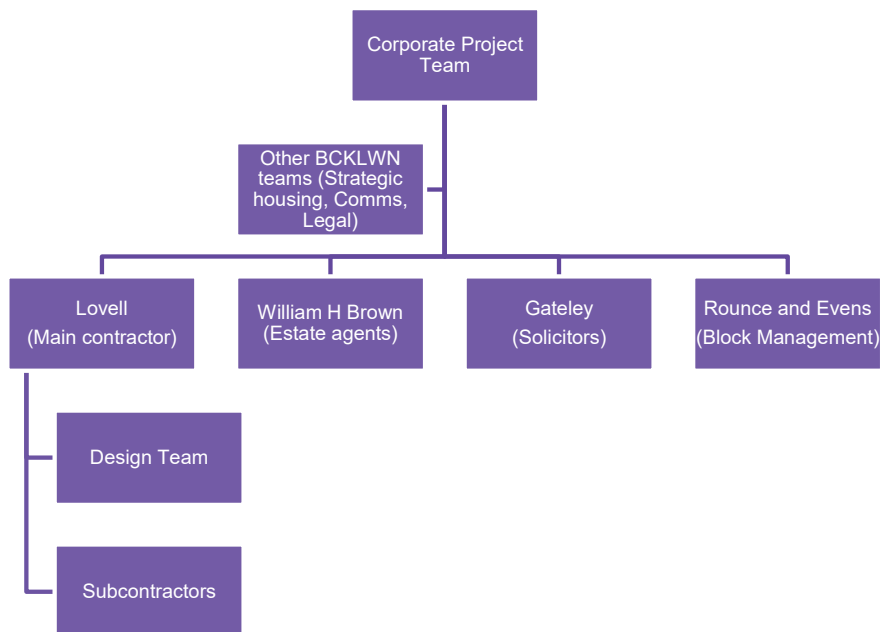 Corporate Project
Team
Other BCKLWN
teams (Strategic
housing, Comms,
Legal)
Lovell
(Main contractor)
William H Brown
(Estate agents)
Gateley
(Solicitors)
Rounce and Evens
(Block Management)
Design Team
Subcontractors